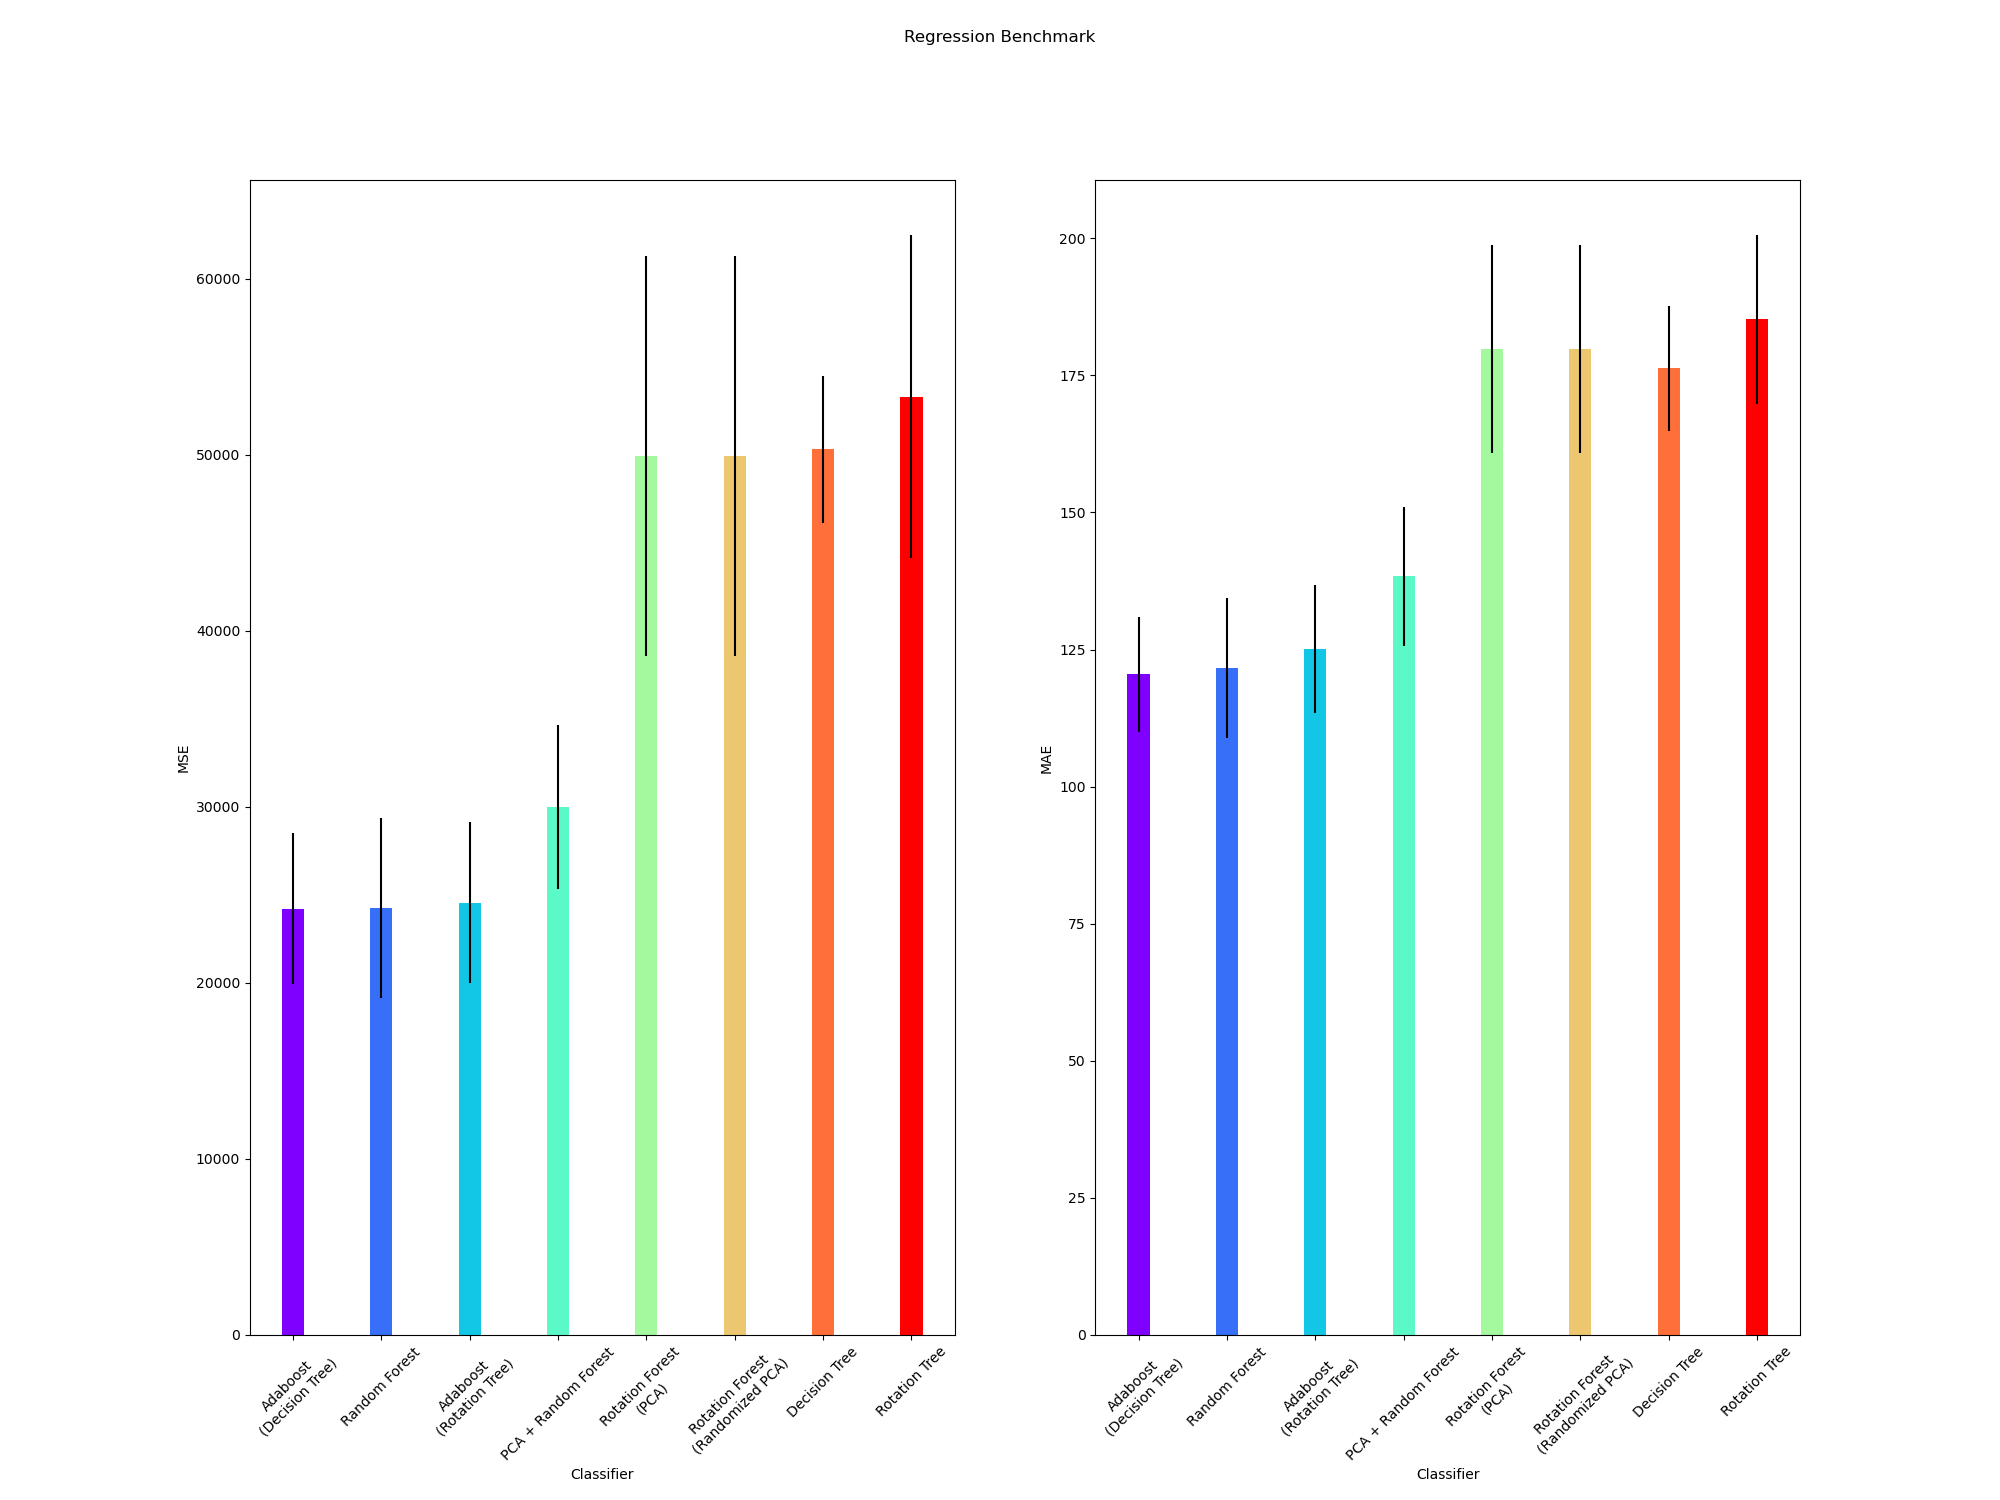 Regression Benchmark
60000
50000
40000
30000
20000
10000
0
MSE
Adaboost
(Decision Tree)
Random Forest
Adaboost
(Rotation Tree)
PCA + Random Forest
Rotation Forest
(PCA)
Rotation Forest
(Randomized PCA)
Decision Tree
Rotation Tree
Classifier
200
175
150
125
100
75
50
25
0
MAE
Adaboost
(Decision Tree)
Random Forest
Adaboost
(Rotation Tree)
PCA + Random Forest
Rotation Forest
(PCA)
Rotation Forest
(Randomized PCA)
Decision Tree
Rotation Tree
Classifier